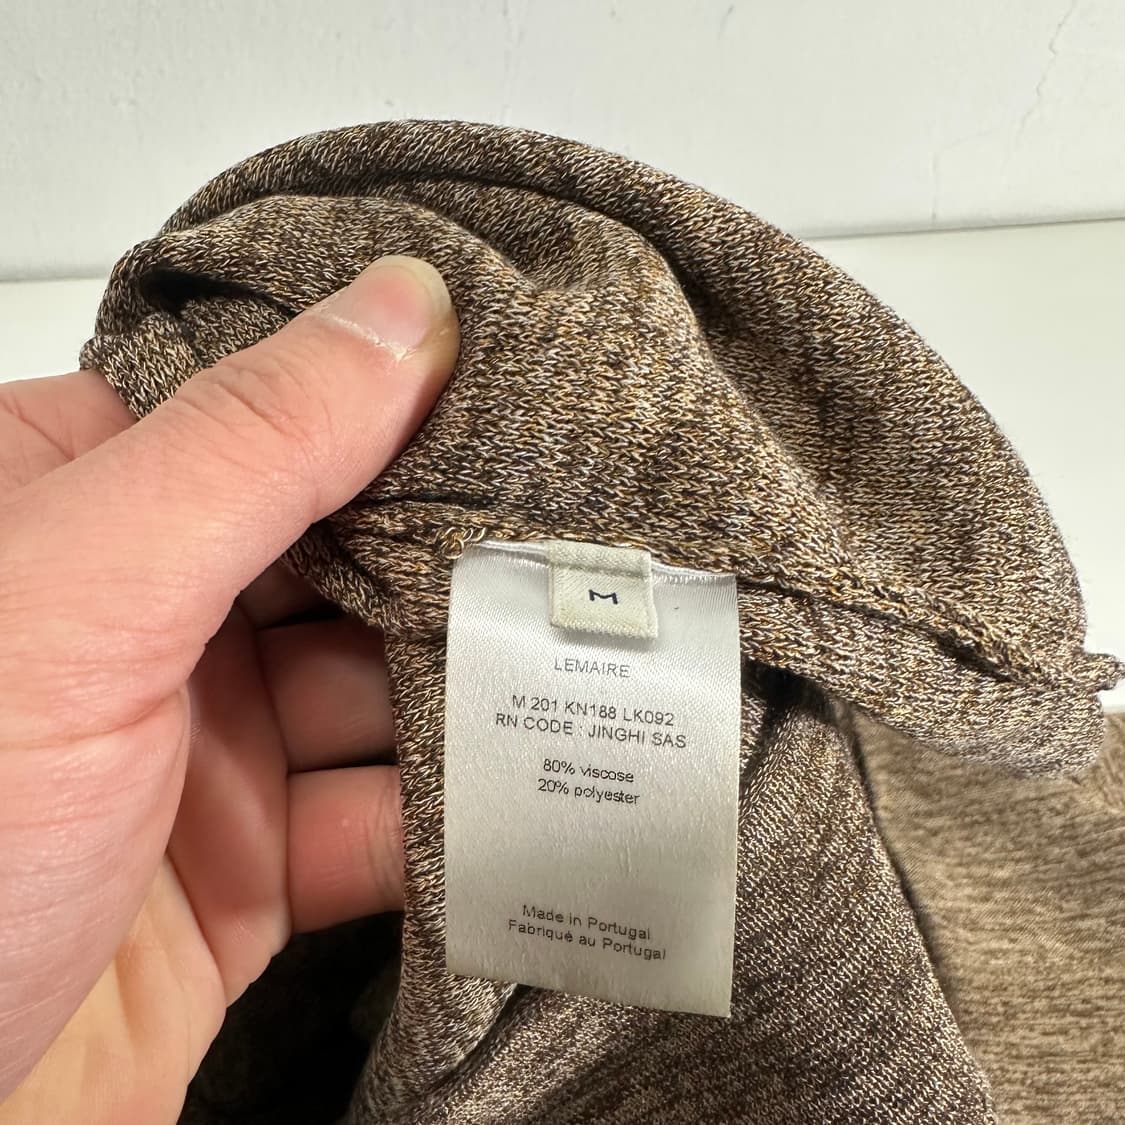 M
LEMAIRE
M 201 KN188 LK092
RN CODE : JINGHI SAS
80% viscose
20% polyester
Made in Portugal
Fabriqué au Portugal